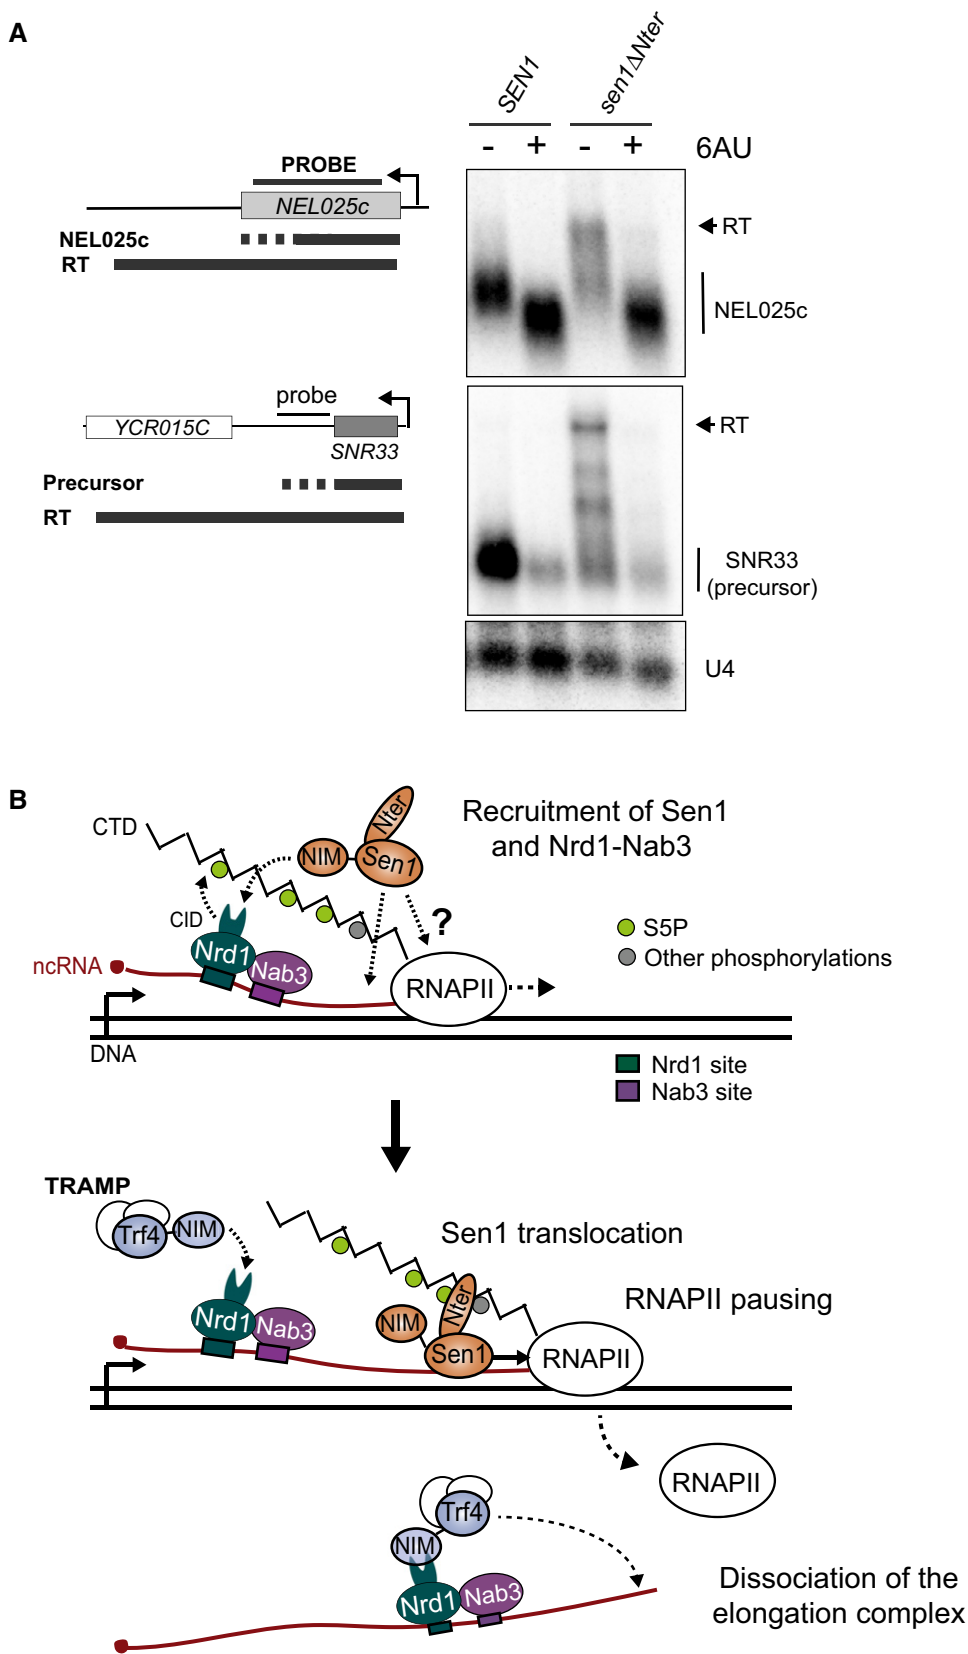 A
SEN1
sen1ΔNter
- + - +
6AU
PROBE
NEL025c
NEL025c
RT
RT
NEL025c
probe
YCR015C
SNR33
Precursor
RT
RT
SNR33
(precursor)
U4
B
CTD
Nter
NIM
Sen1
Recruitment of Sen1
and Nrd1-Nab3
CID
?
Nrd1
Nab3
ncRNA
RNAPII
S5P
Other phosphorylations
DNA
Nrd1 site
Nab3 site
TRAMP
Trf4
NIM
Sen1 translocation
Nter
RNAPII pausing
Nrd1
Nab3
NIM
Sen1
RNAPII
RNAPII
Trf4
NIM
Nrd1
Nab3
Dissociation of the
elongation complex